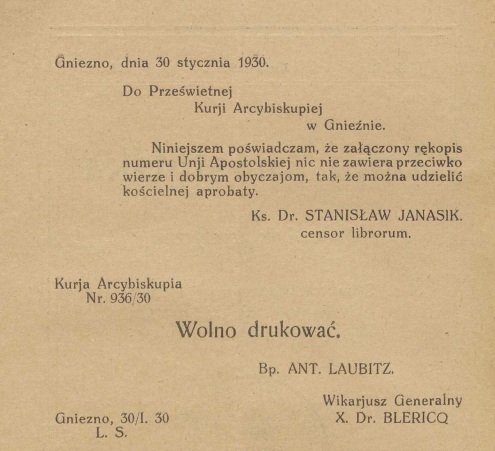 Gniezno, dnia 30 stycznia 1930.
Do Prześwietnej
Kurji Arcybiskupiej
w Gnieźnie.
Niniejszem poświadczam, że załączony rękopis
numeru Unji Apostolskiej nic nie zawiera przeciwko
wierze i dobrym obyczajom, tak, że można udzielić
kościelnej aprobaty.
Ks. Dr. STANISŁAW JANASIK.
censor librorum.
Kurja Arcybiskupia
Nr. 936/30
Wolno drukować.
Bp. ANT. LAUBITZ.
Wikarjusz Generalny
Gniezno, 30/I. 30 X. Dr. BLERICQ
L. S.